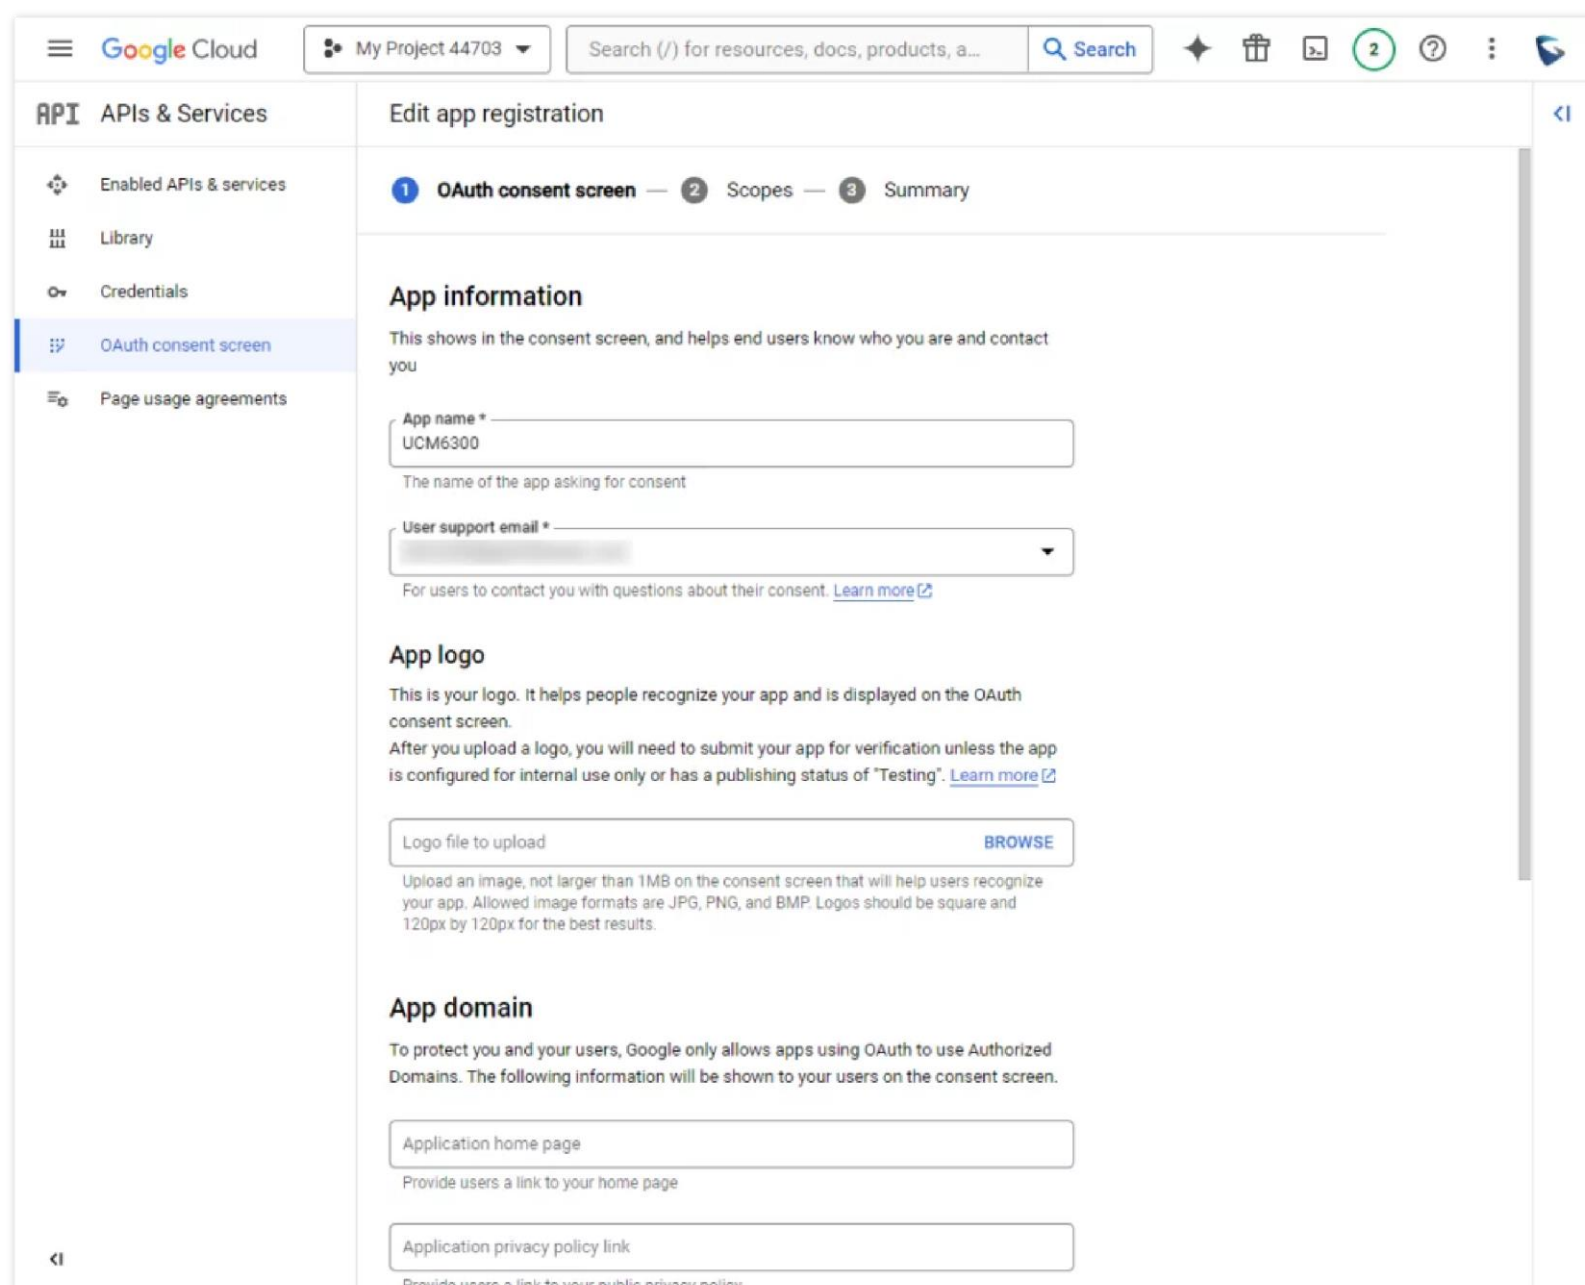 Google Cloud
My Project 44703
Search (/) for resources, docs, products, a...
Search
2
API APIs & Services
Edit app registration
Enabled APIs & services
Library
Credentials
OAuth consent screen
Page usage agreements
1 OAuth consent screen — 2 Scopes — 3 Summary
App information
This shows in the consent screen, and helps end users know who you are and contact
you
App name *
UCM6300
The name of the app asking for consent
User support email *
For users to contact you with questions about their consent. Learn more
App logo
This is your logo. It helps people recognize your app and is displayed on the OAuth
consent screen.
After you upload a logo, you will need to submit your app for verification unless the app
is configured for internal use only or has a publishing status of "Testing". Learn more
Logo file to upload
BROWSE
Upload an image, not larger than 1MB on the consent screen that will help users recognize
your app. Allowed image formats are JPG, PNG, and BMP. Logos should be square and
120px by 120px for the best results.
App domain
To protect you and your users, Google only allows apps using OAuth to use Authorized
Domains. The following information will be shown to your users on the consent screen.
Application home page
Provide users a link to your home page
Application privacy policy link
Provide users a link to your public privacy policy